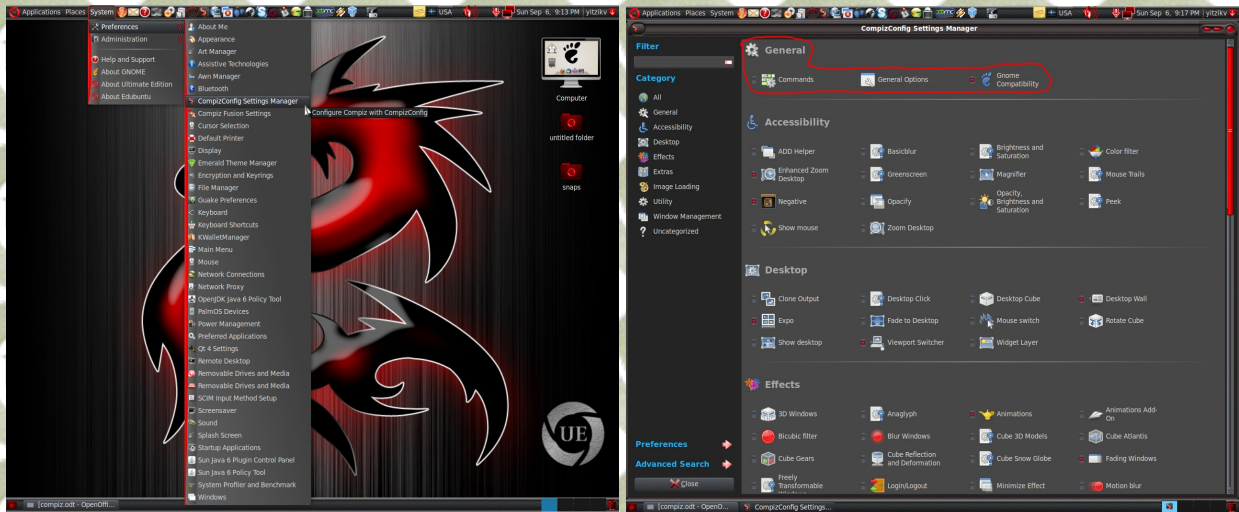 Applications Places System
USA
Sun Sep 6, 9:13 PM
yitzikv
Preferences
Administration
Help and Support
About GNOME
About Ultimate Edition
About Edubuntu
About Me
Appearance
Art Manager
Assistive Technologies
Awn Manager
Bluetooth
CompizConfig Settings Manager
Compiz Fusion Settings
Cursor Selection
Default Printer
Display
Emerald Theme Manager
Encryption and Keyrings
File Manager
Guake Preferences
Keyboard
Keyboard Shortcuts
KWalletManager
Main Menu
Mouse
Network Connections
Network Proxy
OpenJDK Java 6 Policy Tool
PalmOS Devices
Power Management
Preferred Applications
Qt 4 Settings
Remote Desktop
Removable Drives and Media
Removable Drives and Media
SCIM Input Method Setup
Screensaver
Sound
Splash Screen
Startup Applications
Sun Java 6 Plugin Control Panel
Sun Java 6 Policy Tool
System Profiler and Benchmark
Windows
Configure Compiz with CompizConfig
Computer
untitled folder
snaps
UE
[compiz.odt - OpenOffi...
Applications Places System
USA
Sun Sep 6, 9:17 PM
yitzikv
CompizConfig Settings Manager
Filter
Category
All
General
Accessibility
Desktop
Effects
Extras
Image Loading
Utility
Window Management
Uncategorized
Preferences
Advanced Search
Close
General
Commands
General Options
Gnome
Compatibility
Accessibility
ADD Helper
Basicblur
Brightness and
Saturation
Color filter
Enhanced Zoom
Desktop
Greenscreen
Magnifier
Mouse Trails
Negative
Opacify
Opacity,
Brightness and
Saturation
Peek
Show mouse
Zoom Desktop
Desktop
Clone Output
Desktop Click
Desktop Cube
Desktop Wall
Expo
Fade to Desktop
Mouse switch
Rotate Cube
Show desktop
Viewport Switcher
Widget Layer
Effects
3D Windows
Anaglyph
Animations
Animations Add-
On
Bicubic filter
Blur Windows
Cube 3D Models
Cube Atlantis
Cube Gears
Cube Reflection
and Deformation
Cube Snow Globe
Fading Windows
Freely
Transformable
Login/Logout
Minimize Effect
Motion blur
[compiz.odt - OpenO...
CompizConfig Settings...